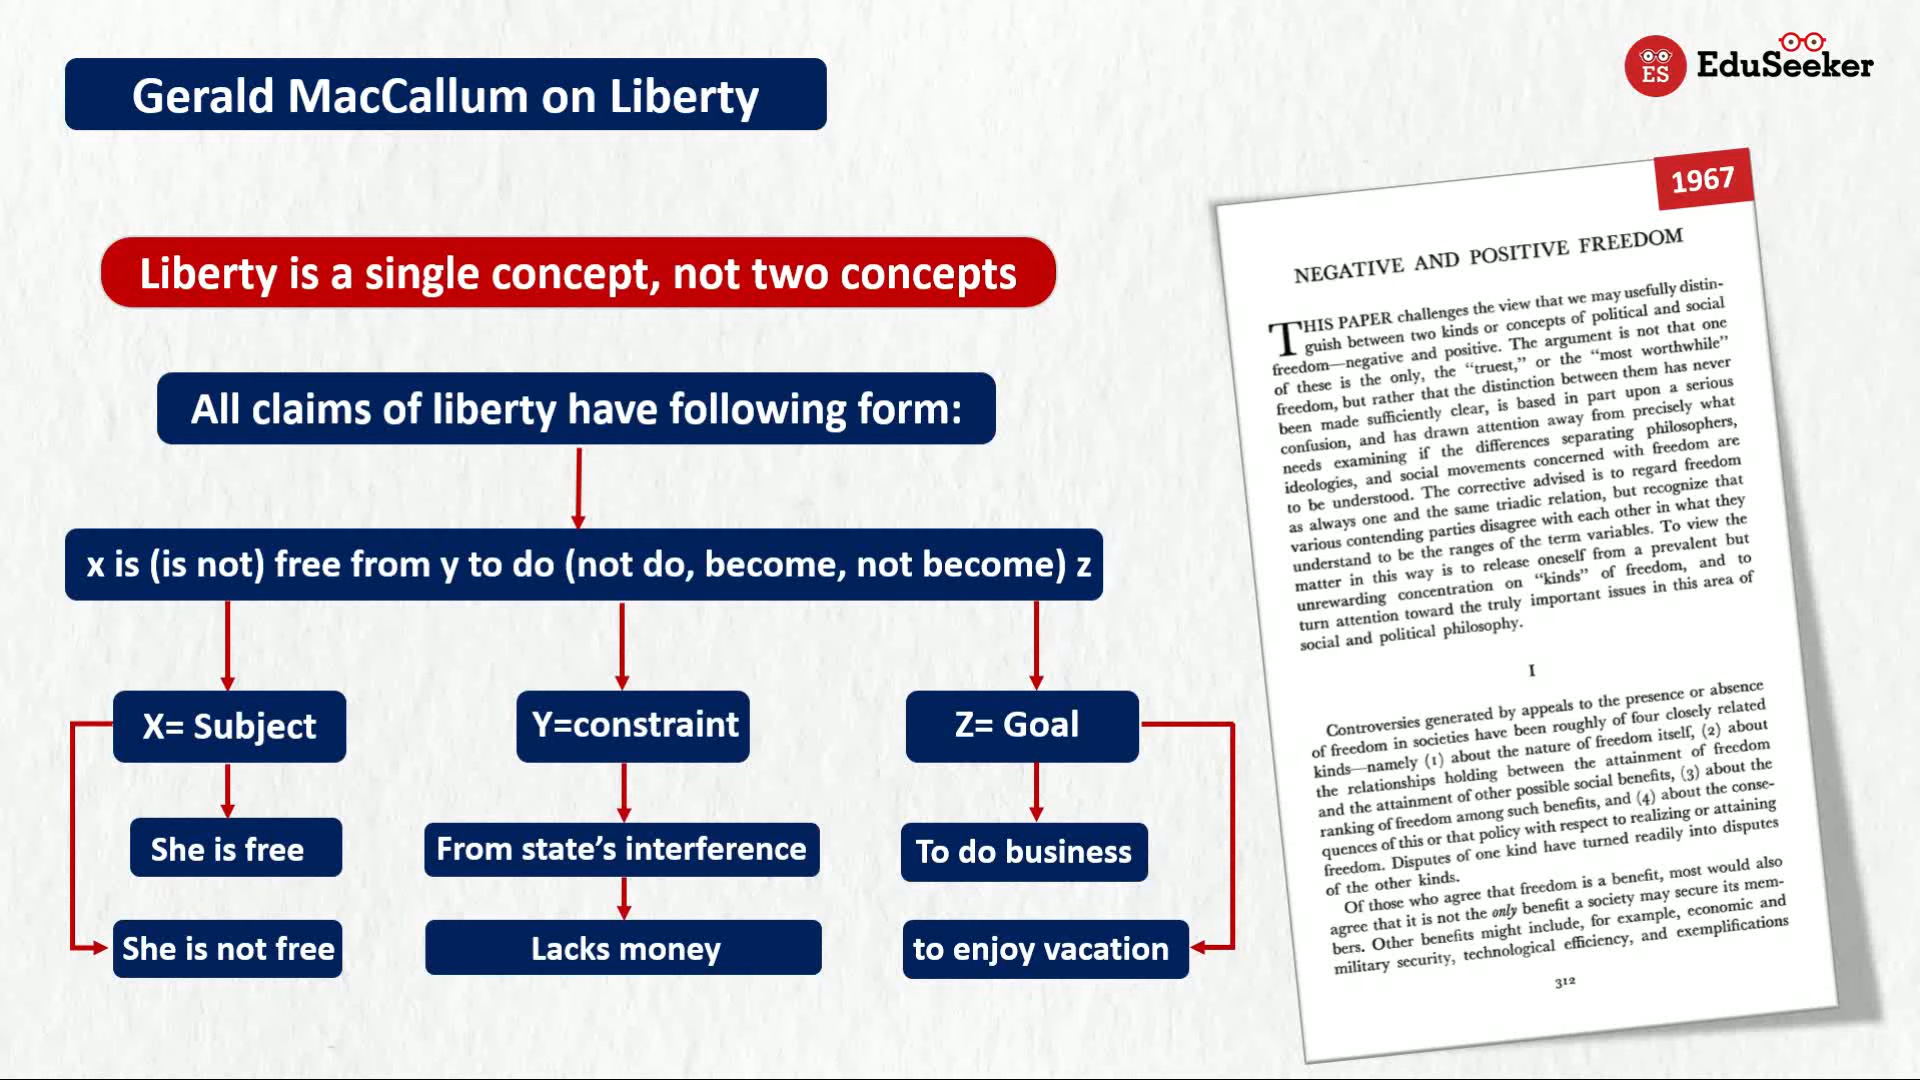 Gerald MacCallum on Liberty
ES
EduSeeker
Liberty is a single concept, not two concepts
All claims of liberty have following form:
x is (is not) free from y to do (not do, become, not become) z
X= Subject
Y=constraint
Z= Goal
She is free
From state’s interference
To do business
She is not free
Lacks money
to enjoy vacation
1967
NEGATIVE AND POSITIVE FREEDOM
THIS PAPER challenges the view that we may usefully distin-
guish between two kinds or concepts of political and social
freedom—negative and positive. The argument is not that one
of these is the only, the “truest,” or the “most worthwhile”
freedom, but rather that the distinction between them has never
been made sufficiently clear, is based in part upon a serious
confusion, and has drawn attention away from precisely what
needs examining if the differences separating philosophers,
ideologies, and social movements concerned with freedom are
to be understood. The corrective advised is to regard freedom
as always one and the same triadic relation, but recognize that
various contending parties disagree with each other in what they
understand to be the ranges of the term variables. To view the
matter in this way is to release oneself from a prevalent but
unrewarding concentration on “kinds” of freedom, and to
turn attention toward the truly important issues in this area of
social and political philosophy.
I
Controversies generated by appeals to the presence or absence
of freedom in societies have been roughly of four closely related
kinds—namely (1) about the nature of freedom itself, (2) about
the relationships holding between the attainment of freedom
and the attainment of other possible social benefits, (3) about the
ranking of freedom among such benefits, and (4) about the conse-
quences of this or that policy with respect to realizing or attaining
freedom. Disputes of one kind have turned readily into disputes
of the other kinds.
Of those who agree that freedom is a benefit, most would also
agree that it is not the only benefit a society may secure its mem-
bers. Other benefits might include, for example, economic and
military security, technological efficiency, and exemplifications
312